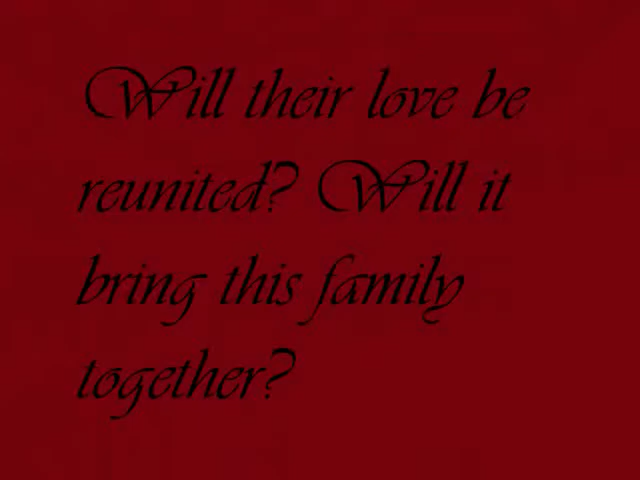 Will their love be
reunited? Will it
bring this family
together?